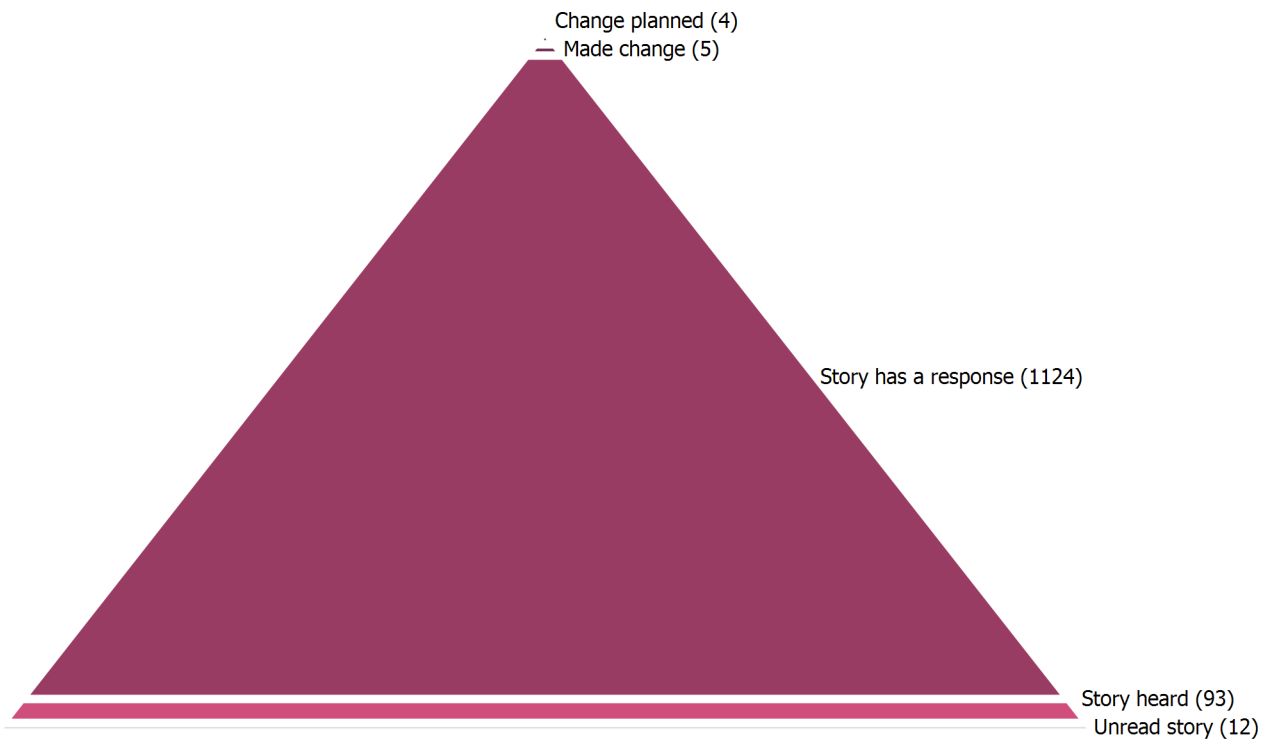 Change planned (4)
Made change (5)
Story has a response (1124)
Story heard (93)
Unread story (12)